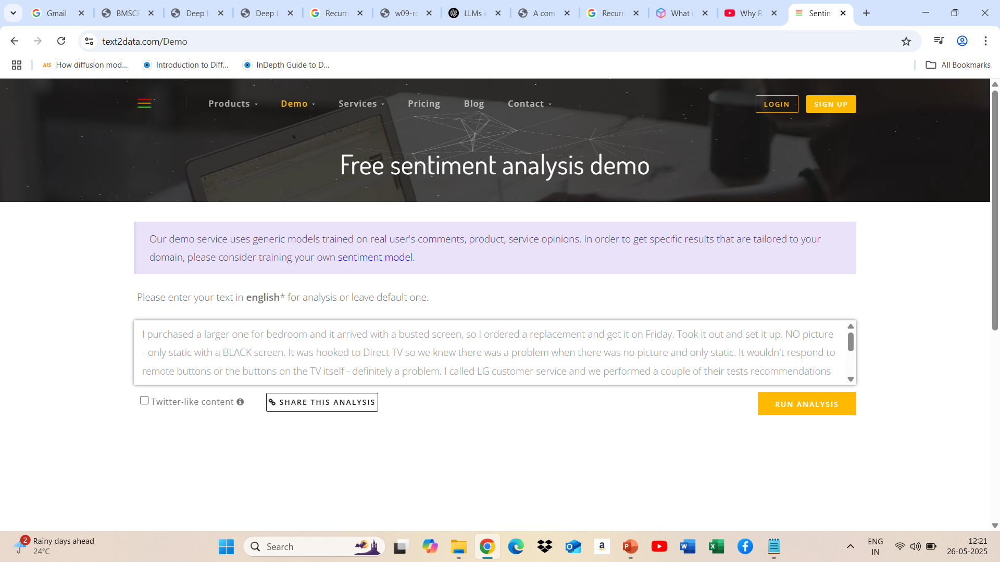 Gmail
BMSCE
Deep L
Deep L
Recurre
w09-re
LLMs in
A com
Recurre
What i
Why R
Sentim
text2data.com/Demo
AIS How diffusion mod...
Introduction to Diff...
InDepth Guide to D...
All Bookmarks
Products
Demo
Services
Pricing
Blog
Contact
LOGIN
SIGN UP
Free sentiment analysis demo
Our demo service uses generic models trained on real user's comments, product, service opinions. In order to get specific results that are tailored to your
domain, please consider training your own sentiment model.
Please enter your text in english* for analysis or leave default one.
I purchased a larger one for bedroom and it arrived with a busted screen, so I ordered a replacement and got it on Friday. Took it out and set it up. NO picture
- only static with a BLACK screen. It was hooked to Direct TV so we knew there was a problem when there was no picture and only static. It wouldn't respond to
remote buttons or the buttons on the TV itself - definitely a problem. I called LG customer service and we performed a couple of their tests recommendations
Twitter-like content
SHARE THIS ANALYSIS
RUN ANALYSIS
2
Rainy days ahead
24°C
Search
ENG
IN
12:21
26-05-2025